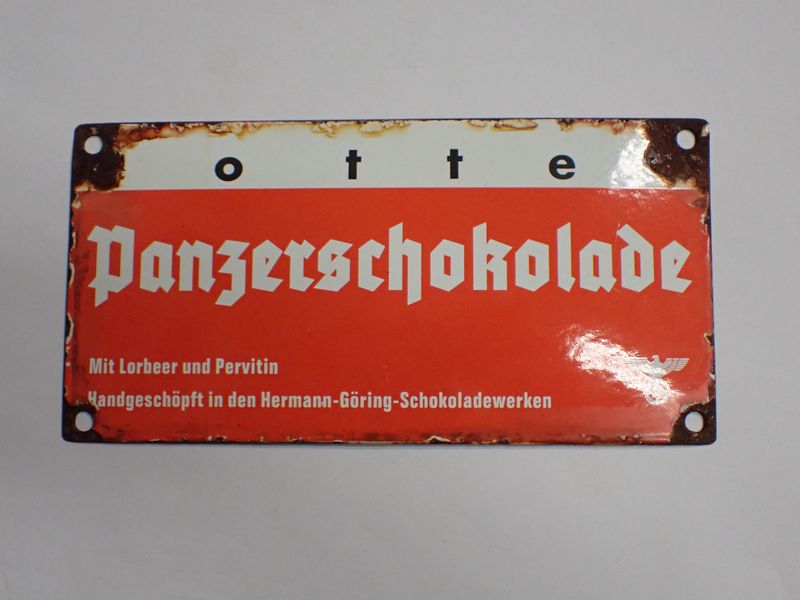 otte
Panzerschokolade
Mit Lorbeer und Pervitin
Handgeschöpft in den Hermann-Göring-Schokoladewerken